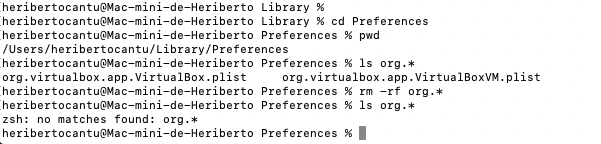 [heribertocantu@Mac-mini-de-Heriberto Library %
[heribertocantu@Mac-mini-de-Heriberto Library % cd Preferences
[heribertocantu@Mac-mini-de-Heriberto Preferences % pwd
/Users/heribertocantu/Library/Preferences
[heribertocantu@Mac-mini-de-Heriberto Preferences % ls org.*
org.virtualbox.app.VirtualBox.plist     org.virtualbox.app.VirtualBoxVM.plist
[heribertocantu@Mac-mini-de-Heriberto Preferences % rm -rf org.*
[heribertocantu@Mac-mini-de-Heriberto Preferences % ls org.*
zsh: no matches found: org.*
heribertocantu@Mac-mini-de-Heriberto Preferences %